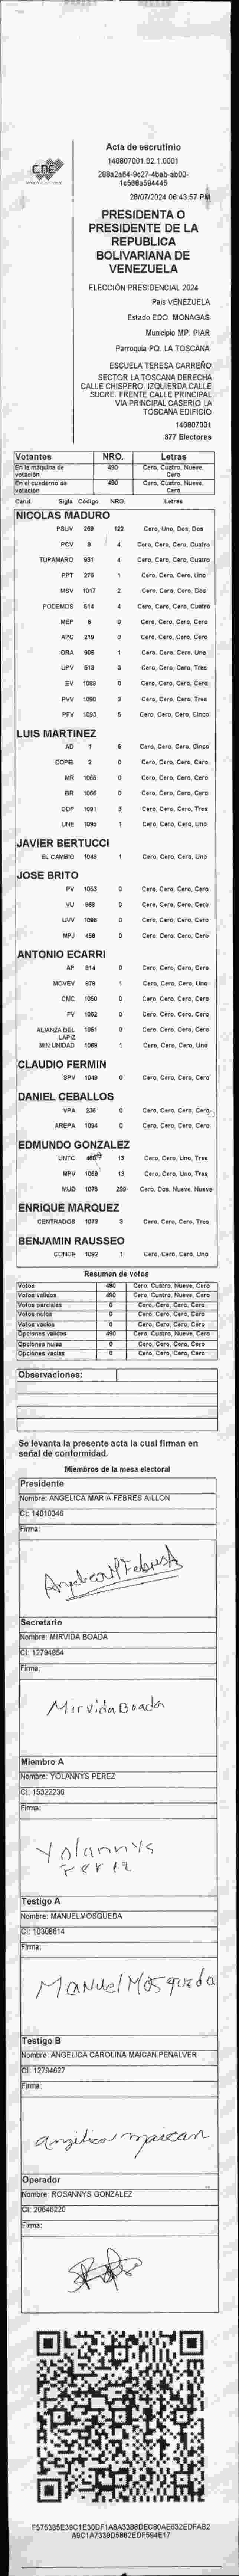 CNE
Acta de escrutinio
140807001.02.1.0001
28/07/2024 06:43:57 PM
PRESIDENTA O
PRESIDENTE DE LA
REPUBLICA
BOLIVARIANA DE
VENEZUELA
ELECCIÓN PRESIDENCIAL 2024
Pais VENEZUELA
Estado EDO. MONAGAS
Municipio MP. PIAR
Parroquia PQ. LA TOSCANA
ESCUELA TERESA CARREÑO
SECTOR LA TOSCANA DERECHA
CALLE CHISPERO. IZQUIERDA CALLE
SUCRE. FRENTE CALLE PRINCIPAL
VIA PRINCIPAL CASERIO LA
TOSCANA EDIFICIO
140807001
877 Electores
Votantes NRO. Letras
En la máquina de votación 490 Cero, Cuatro, Nueve, Cero
En el cuaderno de votación 490 Cero, Cuatro, Nueve, Cero
Cand. Sigla Código NRO. Letras
NICOLAS MADURO
PSUV 269 122 Cero, Uno, Dos, Dos
PCV 9 4 Cero, Cero, Cero, Cuatro
TUPAMARO 931 4 Cero, Cero, Cero, Cuatro
PPT 276 1 Cero, Cero, Cero, Uno
MSV 1017 2 Cero, Cero, Cero, Dos
PODEMOS 514 4 Cero, Cero, Cero, Cuatro
MEP 6 0 Cero, Cero, Cero, Cero
APC 219 0 Cero, Cero, Cero, Cero
ORA 906 1 Cero, Cero, Cero, Uno
UPV 513 3 Cero, Cero, Cero, Tres
EV 1089 0 Cero, Cero, Cero, Cero
PVV 1090 3 Cero, Cero, Cero, Tres
PFV 1093 5 Cero, Cero, Cero, Cinco
LUIS MARTINEZ
AD 1 5 Cero, Cero, Cero, Cinco
COPEI 2 0 Cero, Cero, Cero, Cero
MR 1065 0 Cero, Cero, Cero, Cero
BR 1066 0 Cero, Cero, Cero, Cero
DDP 1091 3 Cero, Cero, Cero, Tres
UNE 1095 1 Cero, Cero, Cero, Uno
JAVIER BERTUCCI
EL CAMBIO 1048 1 Cero, Cero, Cero, Uno
JOSE BRITO
PV 1053 0 Cero, Cero, Cero, Cero
VU 968 0 Cero, Cero, Cero, Cero
UVV 1086 0 Cero, Cero, Cero, Cero
MPJ 458 0 Cero, Cero, Cero, Cero
ANTONIO ECARRI
AP 814 0 Cero, Cero, Cero, Cero
MOVEV 979 1 Cero, Cero, Cero, Uno
CMC 1050 0 Cero, Cero, Cero, Cero
FV 1052 0 Cero, Cero, Cero, Cero
ALIANZA DEL LAPIZ 1051 0 Cero, Cero, Cero, Cero
MIN UNIDAD 1069 1 Cero, Cero, Cero, Uno
CLAUDIO FERMIN
SPV 1049 0 Cero, Cero, Cero, Cero
DANIEL CEBALLOS
VPA 236 0 Cero, Cero, Cero, Cero
AREPA 1094 0 Cero, Cero, Cero, Cero
EDMUNDO GONZALEZ
UNTC 13 Cero, Cero, Uno, Tres
MPV 1069 13 Cero, Cero, Uno, Tres
MUD 1075 299 Cero, Dos, Nueve, Nueve
ENRIQUE MARQUEZ
CENTRADOS 1073 3 Cero, Cero, Cero, Tres
BENJAMIN RAUSSEO
CONDE 1092 1 Cero, Cero, Cero, Uno
Resumen de votos
Votos 490 Cero, Cuatro, Nueve, Cero
Votos validos 490 Cero, Cuatro, Nueve, Cero
Votos parciales 0 Cero, Cero, Cero, Cero
Votos nulos 0 Cero, Cero, Cero, Cero
Votos vacios 0 Cero, Cero, Cero, Cero
Opciones validas 490 Cero, Cuatro, Nueve, Cero
Opciones nulas 0 Cero, Cero, Cero, Cero
Opciones vacias 0 Cero, Cero, Cero, Cero
Observaciones:
Se levanta la presente acta la cual firman en
señal de conformidad.
Miembros de la mesa electoral
Presidente
Nombre: ANGELICA MARIA FEBRES AILLON
CI: 14010346
Firma:
Secretario
Nombre: MIRVIDA BOADA
CI: 12794854
Firma:
Mirvida Boada
Miembro A
Nombre: YOLANNYS PEREZ
CI: 15322230
Firma:
Yolannys
Perez
Testigo A
Nombre: MANUELMOSQUEDA
CI: 10308614
Firma:
Manuel Mosqueda
Testigo B
Nombre: ANGELICA CAROLINA MAICAN PENALVER
CI: 12794627
Firma:
angelica maican
Operador
Nombre: ROSANNYS GONZALEZ
CI: 20646220
Firma: